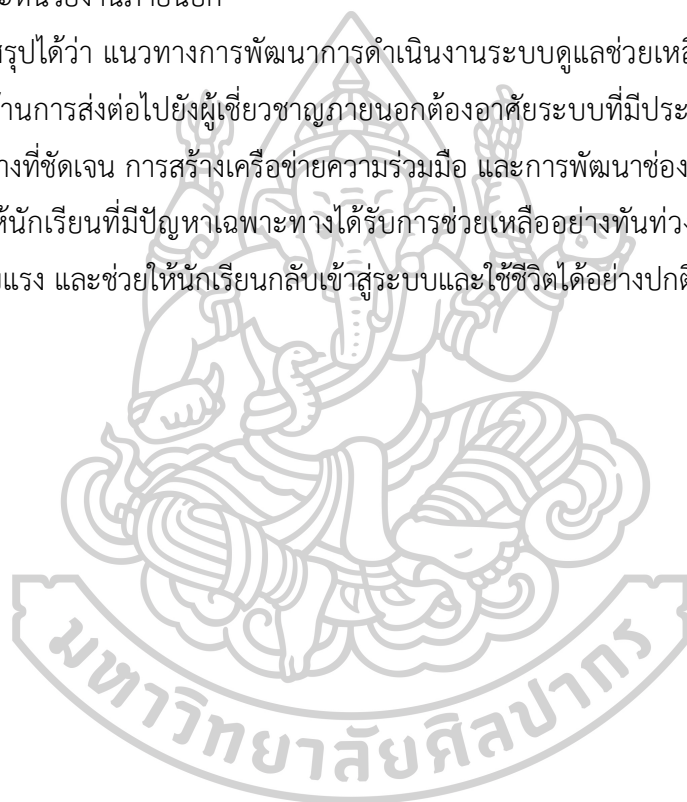 ะหน่วยงานภายนอก
สรุปได้ว่า แนวทางการพัฒนาการดำเนินงานระบบดูแลช่วยเหลื
ด้านการส่งต่อไปยังผู้เชี่ยวชาญภายนอกต้องอาศัยระบบที่มีประ
างที่ชัดเจน การสร้างเครือข่ายความร่วมมือ และการพัฒนาช่อง
ให้นักเรียนที่มีปัญหาเฉพาะทางได้รับการช่วยเหลืออย่างทันท่วง
แรง และช่วยให้นักเรียนกลับเข้าสู่ระบบและใช้ชีวิตได้อย่างปกติ
มหาวิทยาลัยศิลปากร